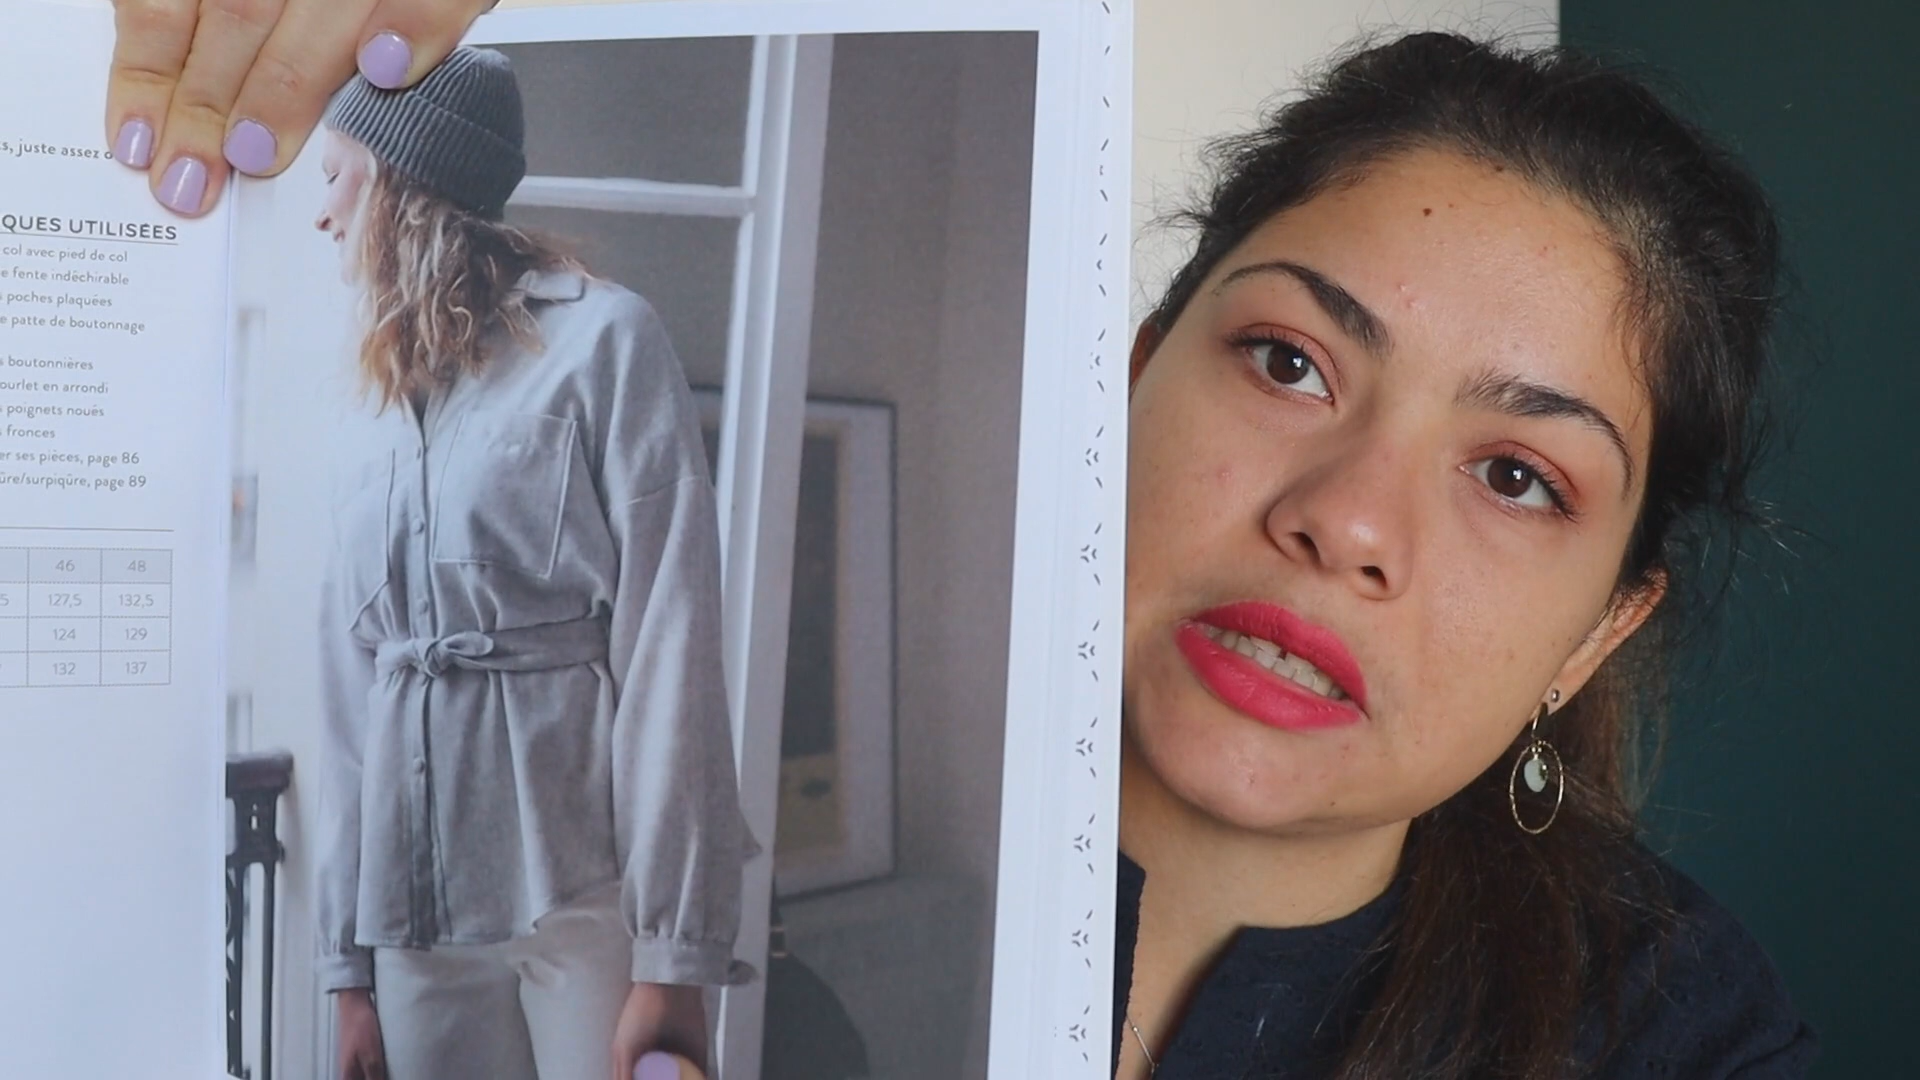 s, juste assez
QUES UTILISÉES
col avec pied de col
e fente indéchirable
s poches plaquées
e patte de boutonnage
s boutonnières
ourlet en arrondi
s poignets noués
s fronces
er ses pièces, page 86
ûre/surpiqûre, page 89
46 48
5 127,5 132,5
124 129
132 137